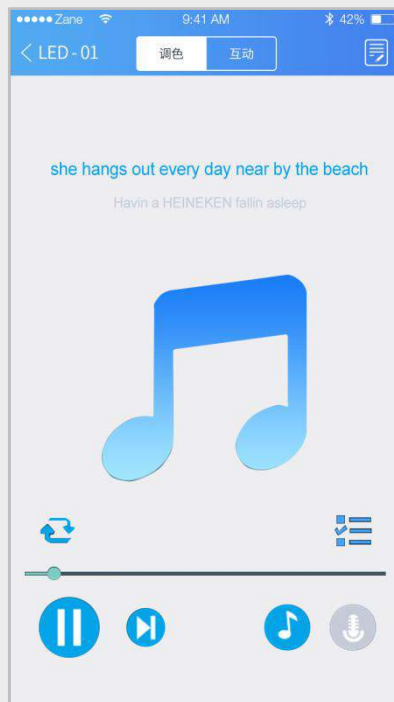 Zane 9:41 AM 42%
LED-01 调色 互动
she hangs out every day near by the beach
Havin a HEINEKEN fallin asleep